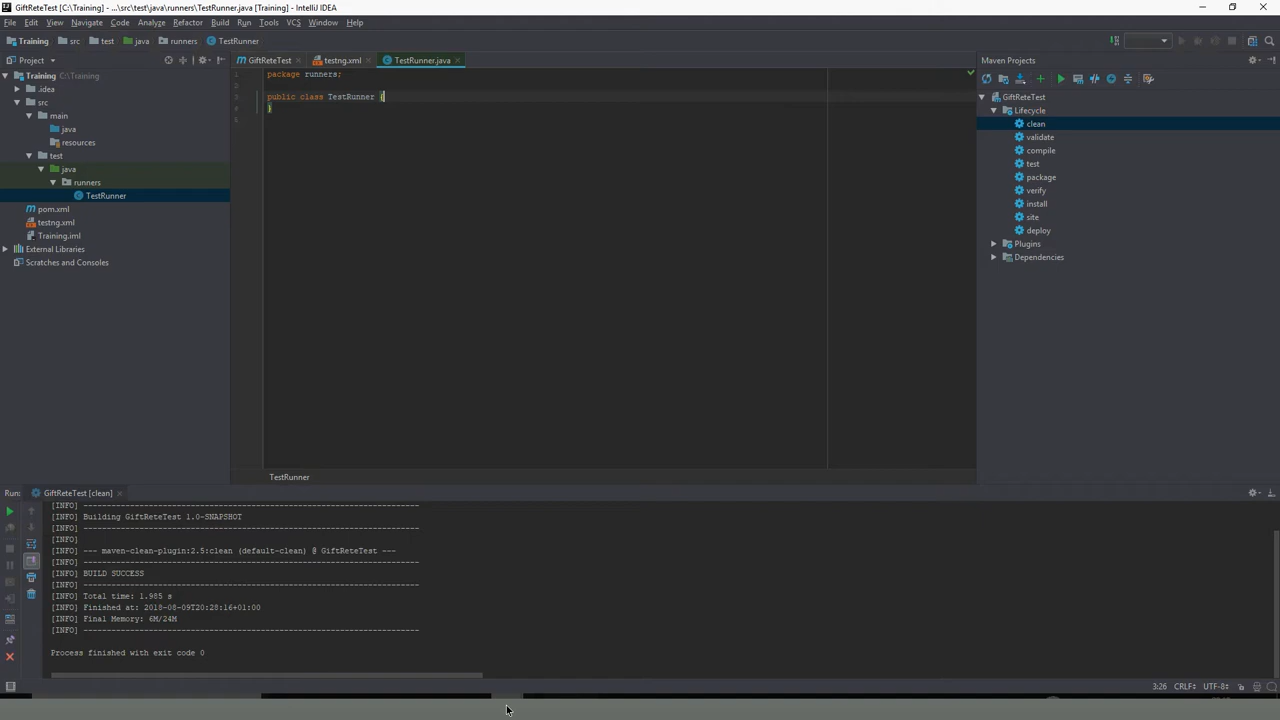 GiftReteTest [C:\Training] - ...\src\test\java\runners\TestRunner.java [Training] - IntelliJ IDEA
File Edit View Navigate Code Analyze Refactor Build Run Tools VCS Window Help
Training src test java runners TestRunner
Project
GiftReteTest testng.xml TestRunner.java
Maven Projects
Training C:\Training
.idea
src
main
java
resources
test
java
runners
TestRunner
pom.xml
testng.xml
Training.iml
External Libraries
Scratches and Consoles
1 package runners;
2
3 public class TestRunner {
4 }
5
TestRunner
GiftReteTest
Lifecycle
clean
validate
compile
test
package
verify
install
site
deploy
Plugins
Dependencies
Run: GiftReteTest [clean]
[INFO] ------------------------------------------------------------------------
[INFO] Building GiftReteTest 1.0-SNAPSHOT
[INFO] ------------------------------------------------------------------------
[INFO]
[INFO] --- maven-clean-plugin:2.5:clean (default-clean) @ GiftReteTest ---
[INFO] ------------------------------------------------------------------------
[INFO] BUILD SUCCESS
[INFO] ------------------------------------------------------------------------
[INFO] Total time: 1.985 s
[INFO] Finished at: 2018-08-09T20:28:16+01:00
[INFO] Final Memory: 6M/24M
[INFO] ------------------------------------------------------------------------
Process finished with exit code 0
3:26 CRLF UTF-8